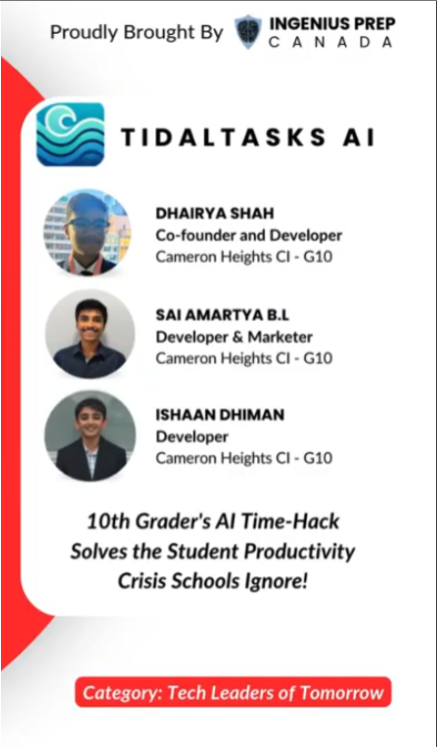 Proudly Brought By INGENIUS PREP
CANADA
TIDALTASKS AI
DHAIRYA SHAH
Co-founder and Developer
Cameron Heights CI - G10
SAI AMARTYA B.L
Developer & Marketer
Cameron Heights CI - G10
ISHAAN DHIMAN
Developer
Cameron Heights CI - G10
10th Grader's AI Time-Hack
Solves the Student Productivity
Crisis Schools Ignore!
Category: Tech Leaders of Tomorrow